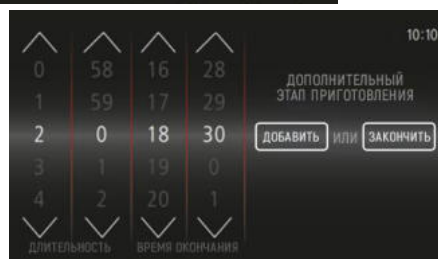 10:10
0 58 16 28
1 59 17 29
2 0 18 30
3 1 19 0
4 2 20 1
ДЛИТЕЛЬНОСТЬ ВРЕМЯ ОКОНЧАНИЯ
ДОПОЛНИТЕЛЬНЫЙ
ЭТАП ПРИГОТОВЛЕНИЯ
ДОБАВИТЬ ИЛИ ЗАКОНЧИТЬ